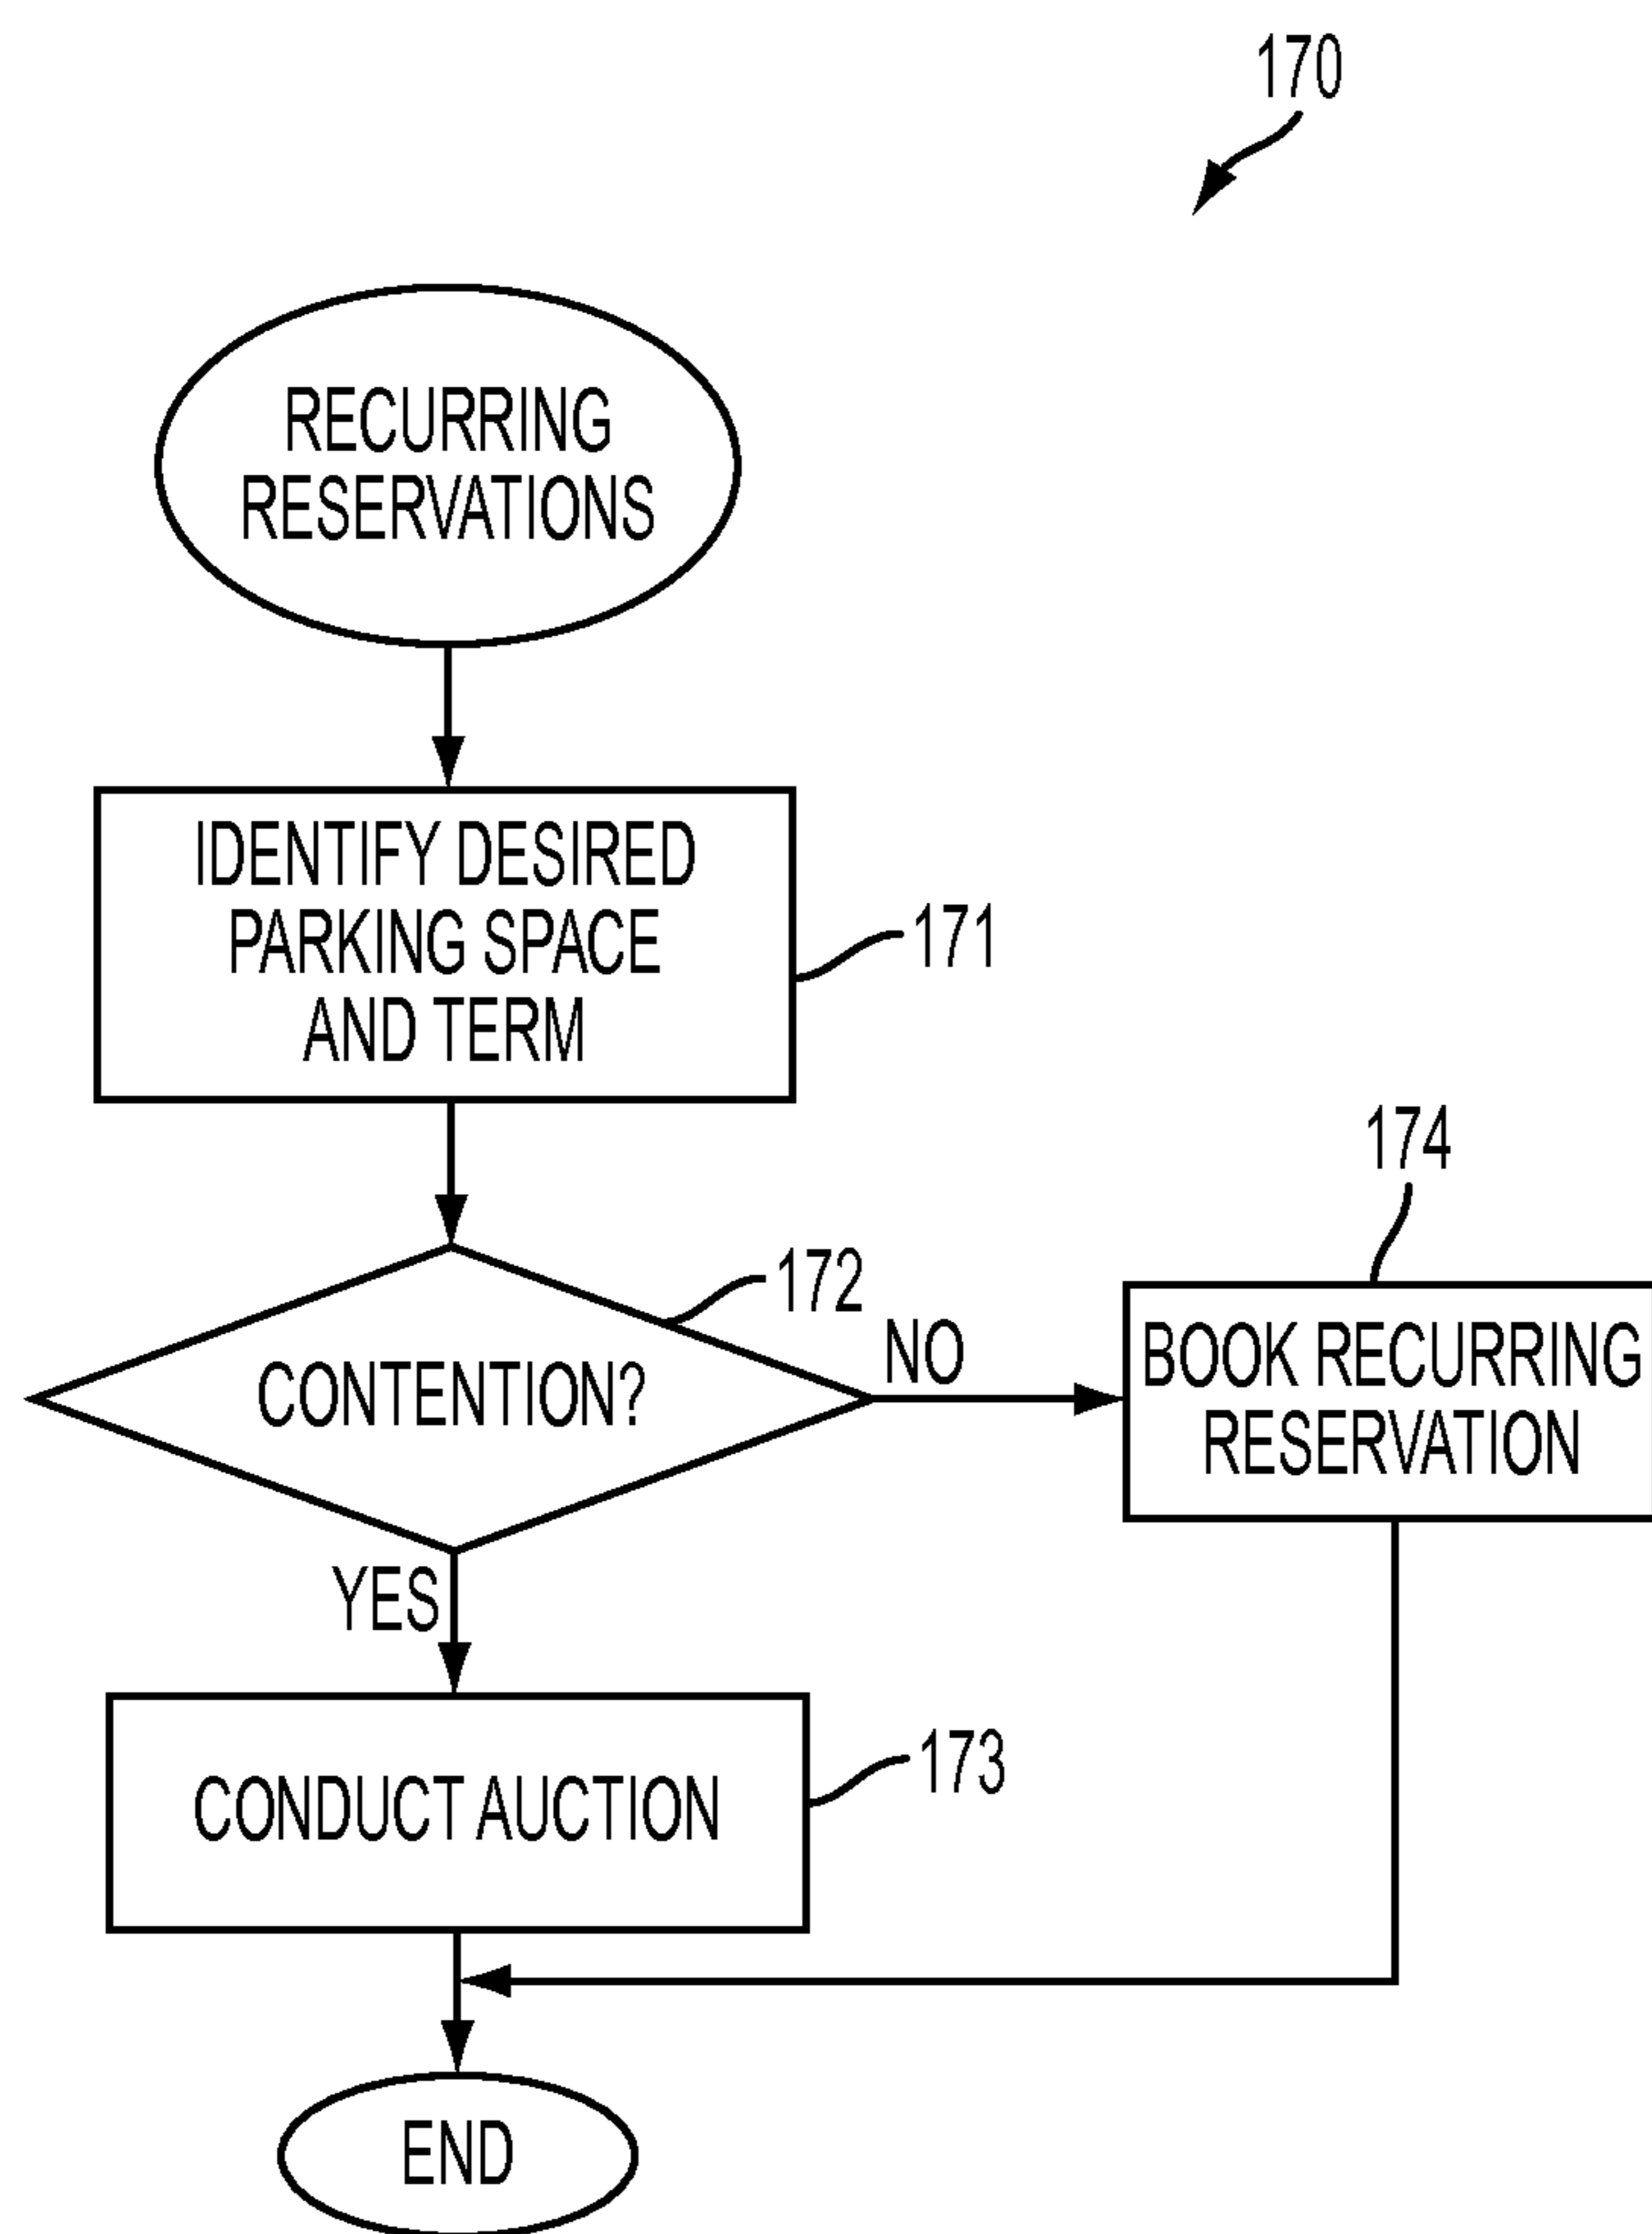 170
RECURRING
RESERVATIONS
IDENTIFY DESIRED
PARKING SPACE
AND TERM
171
174
172
CONTENTION?
NO
BOOK RECURRING
RESERVATION
YES
CONDUCT AUCTION
173
END